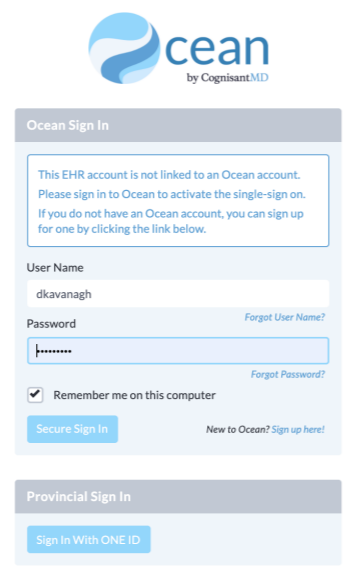 cean
by CognisantMD
Ocean Sign In
This EHR account is not linked to an Ocean account.
Please sign in to Ocean to activate the single-sign on.
If you do not have an Ocean account, you can sign up
for one by clicking the link below.
User Name
dkavanagh
Forgot User Name?
Password
•••••••••
Forgot Password?
Remember me on this computer
Secure Sign In
New to Ocean? Sign up here!
Provincial Sign In
Sign In With ONE ID